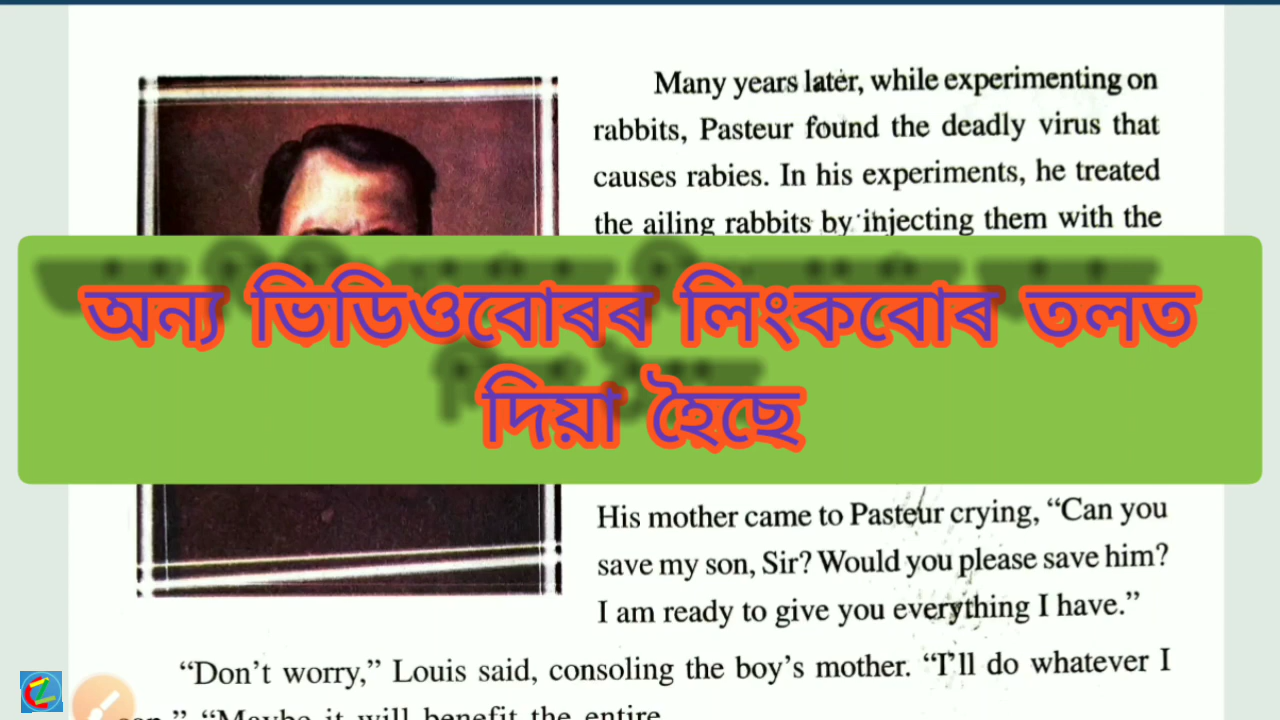 Many years later, while experimenting on
rabbits, Pasteur found the deadly virus that
causes rabies. In his experiments, he treated
the ailing rabbits by injecting them with the
অন্য ভিডিওবোৰৰ লিংকবোৰ তলত
দিয়া হৈছে
His mother came to Pasteur crying, “Can you
save my son, Sir? Would you please save him?
I am ready to give you everything I have.”
“Don’t worry,” Louis said, consoling the boy’s mother. “I’ll do whatever I
“Maybe it will benefit the entire